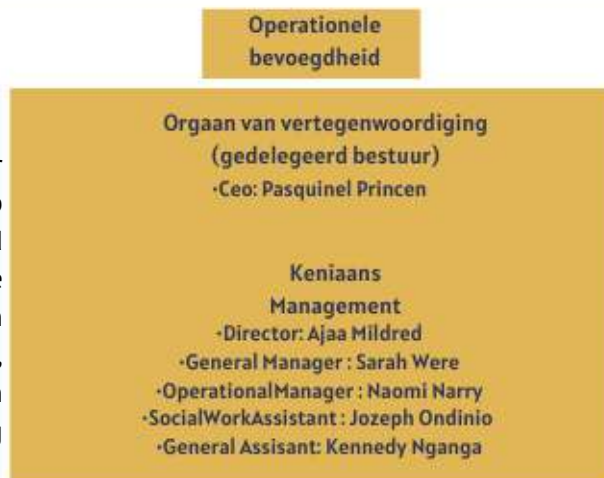 Operationele
bevoegdheid
Orgaan van vertegenwoordiging
(gedelegeerd bestuur)
•Ceo: Pasquinel Princen
Keniaans
Management
•Director: Ajaa Mildred
•General Manager : Sarah Were
•OperationalManager : Naomi Narry
•SocialWorkAssistant : Jozeph Ondinio
•General Assisant: Kennedy Nganga